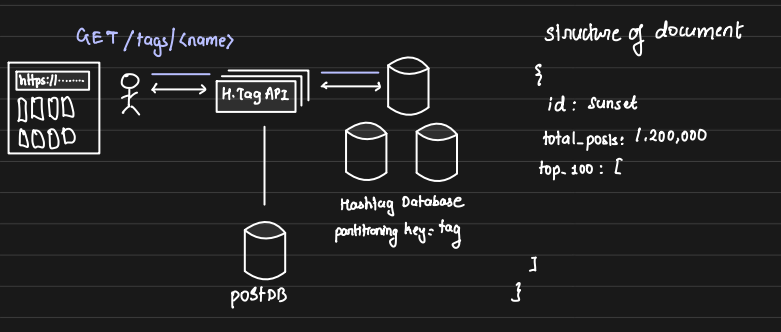 GET /tags/<name>
https://........
H.Tag API
Hashtag Database
partitioning key = tag
postDB
structure of document
{
id : sunset
total_posts: 1.200,000
top_100 : [
]
}